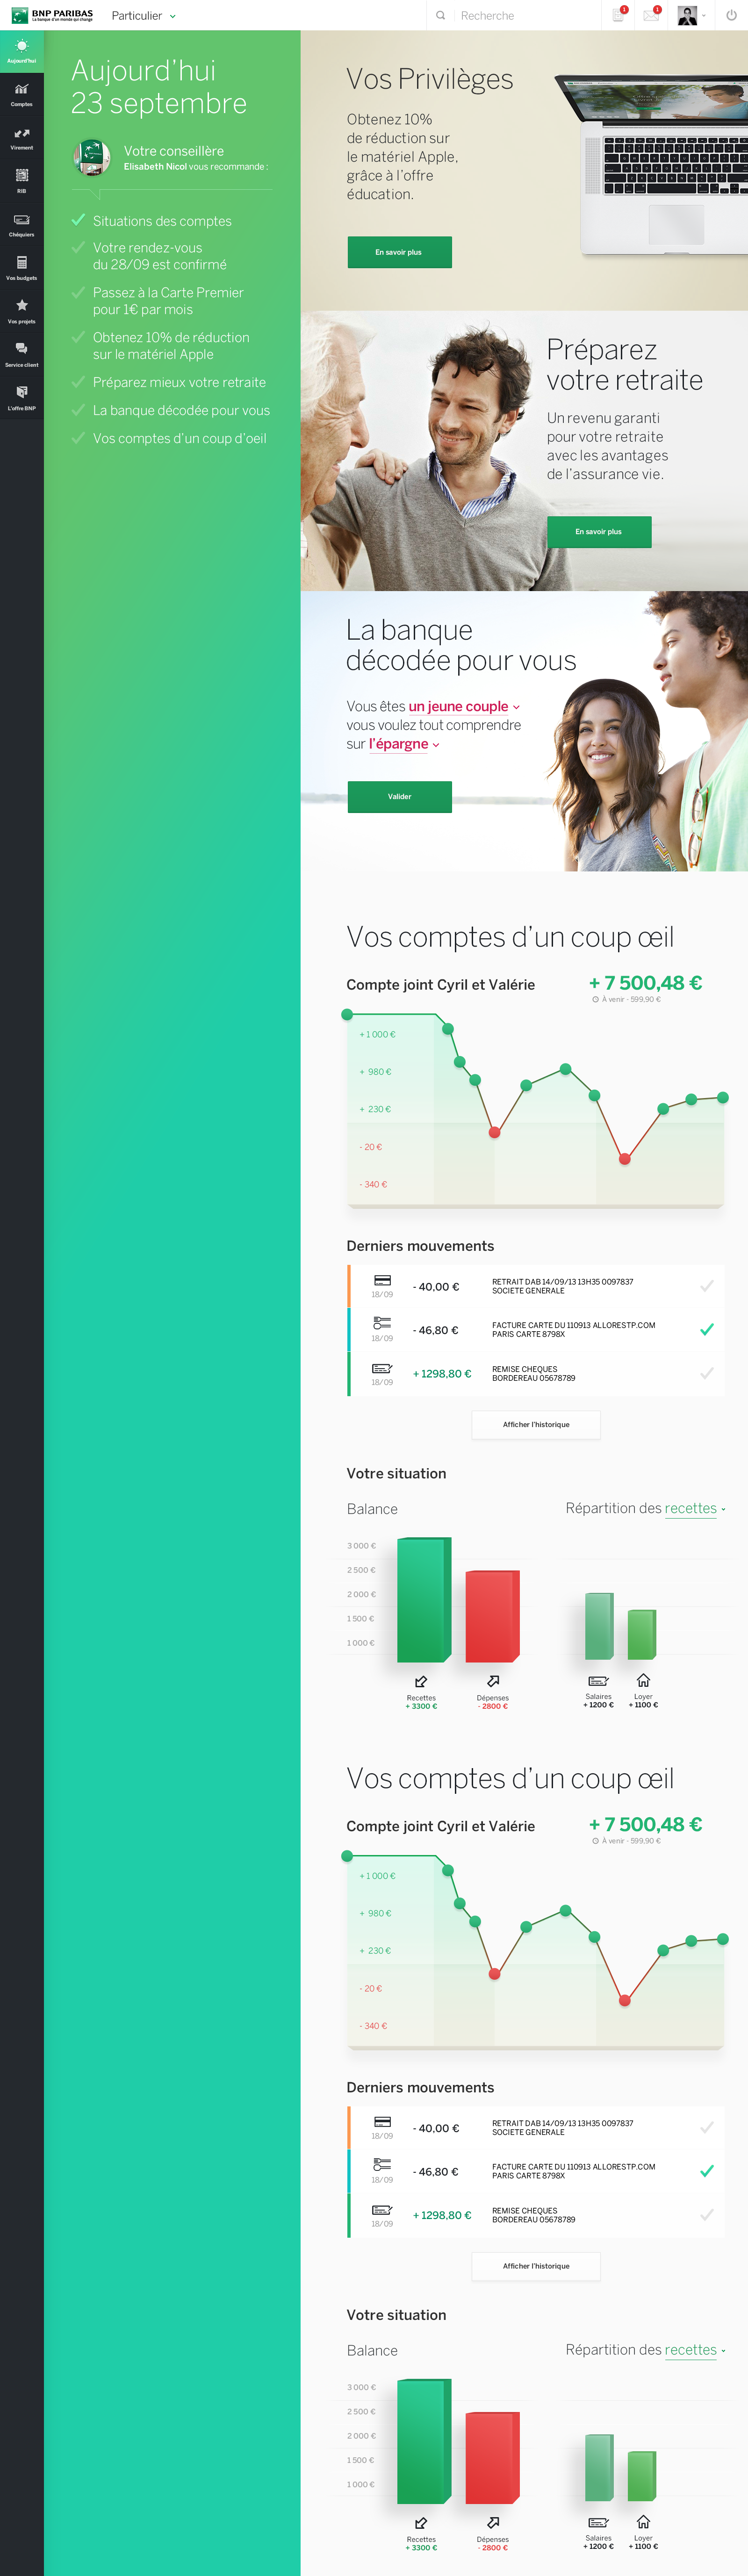 BNP PARIBAS
La banque d'un monde qui change
Particulier
Recherche
1
1
Aujourd'hui
Comptes
Virement
RIB
Chéquiers
Vos budgets
Vos projets
Service client
L'offre BNP
Aujourd'hui
23 septembre
Votre conseillère
Elisabeth Nicol vous recommande :
Situations des comptes
Votre rendez-vous
du 28/09 est confirmé
Passez à la Carte Premier
pour 1€ par mois
Obtenez 10% de réduction
sur le matériel Apple
Préparez mieux votre retraite
La banque décodée pour vous
Vos comptes d'un coup d'oeil
Vos Privilèges
Obtenez 10%
de réduction sur
le matériel Apple,
grâce à l'offre
éducation.
En savoir plus
Préparez
votre retraite
Un revenu garanti
pour votre retraite
avec les avantages
de l'assurance vie.
En savoir plus
La banque
décodée pour vous
Vous êtes un jeune couple
vous voulez tout comprendre
sur l'épargne
Valider
Vos comptes d'un coup œil
Compte joint Cyril et Valérie
+ 7 500,48 €
À venir - 599,90 €
+ 1 000 €
+ 980 €
+ 230 €
- 20 €
- 340 €
Derniers mouvements
18/09
- 40,00 €
RETRAIT DAB 14/09/13 13H35 0097837
SOCIETE GENERALE
18/09
- 46,80 €
FACTURE CARTE DU 110913 ALLORESTP.COM
PARIS CARTE 8798X
18/09
+ 1298,80 €
REMISE CHEQUES
BORDEREAU 05678789
Afficher l'historique
Votre situation
Balance
Répartition des recettes
3 000 €
2 500 €
2 000 €
1 500 €
1 000 €
Recettes
+ 3300 €
Dépenses
- 2800 €
Salaires
+ 1200 €
Loyer
+ 1100 €
Vos comptes d'un coup œil
Compte joint Cyril et Valérie
+ 7 500,48 €
À venir - 599,90 €
+ 1 000 €
+ 980 €
+ 230 €
- 20 €
- 340 €
Derniers mouvements
18/09
- 40,00 €
RETRAIT DAB 14/09/13 13H35 0097837
SOCIETE GENERALE
18/09
- 46,80 €
FACTURE CARTE DU 110913 ALLORESTP.COM
PARIS CARTE 8798X
18/09
+ 1298,80 €
REMISE CHEQUES
BORDEREAU 05678789
Afficher l'historique
Votre situation
Balance
Répartition des recettes
3 000 €
2 500 €
2 000 €
1 500 €
1 000 €
Recettes
+ 3300 €
Dépenses
- 2800 €
Salaires
+ 1200 €
Loyer
+ 1100 €